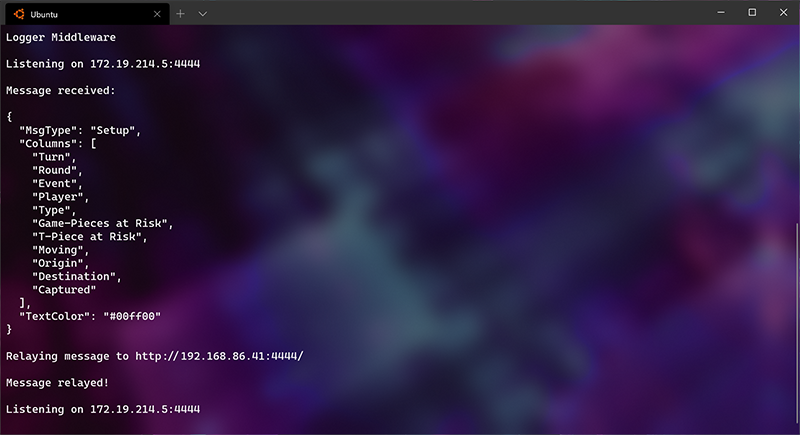 Ubuntu
Logger Middleware
Listening on 172.19.214.5:4444
Message received:
{
  "MsgType": "Setup",
  "Columns": [
    "Turn",
    "Round",
    "Event",
    "Player",
    "Type",
    "Game-Pieces at Risk",
    "T-Piece at Risk",
    "Moving",
    "Origin",
    "Destination",
    "Captured"
  ],
  "TextColor": "#00ff00"
}
Relaying message to http://192.168.86.41:4444/
Message relayed!
Listening on 172.19.214.5:4444